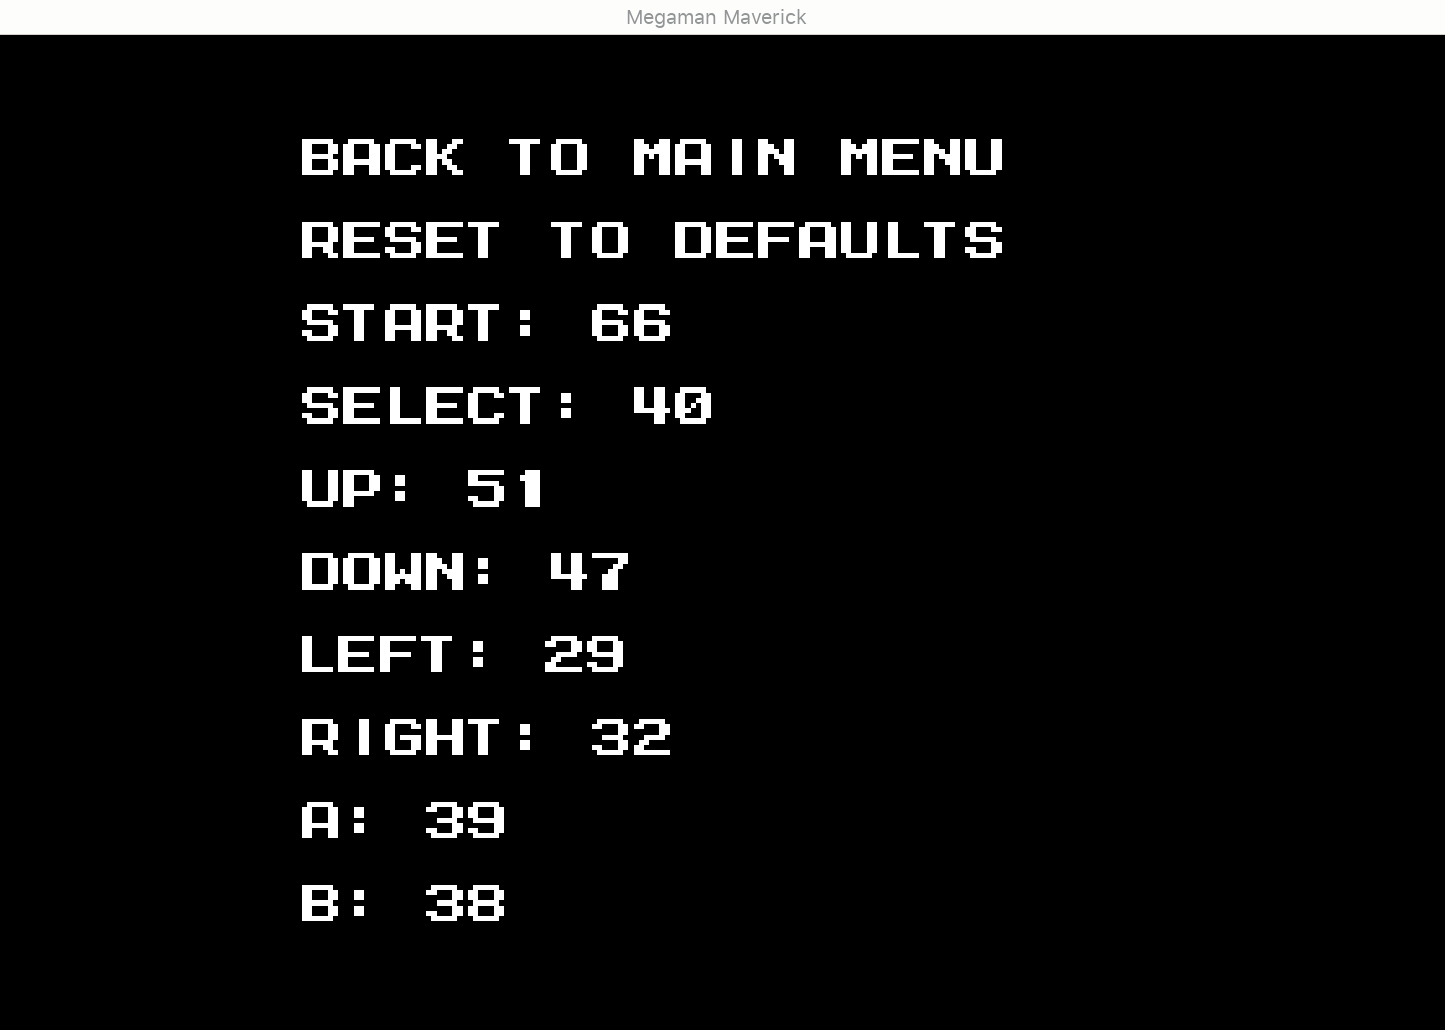 Megaman Maverick
BACK TO MAIN MENU
RESET TO DEFAULTS
START: 66
SELECT: 40
UP: 51
DOWN: 47
LEFT: 29
RIGHT: 32
A: 39
B: 38